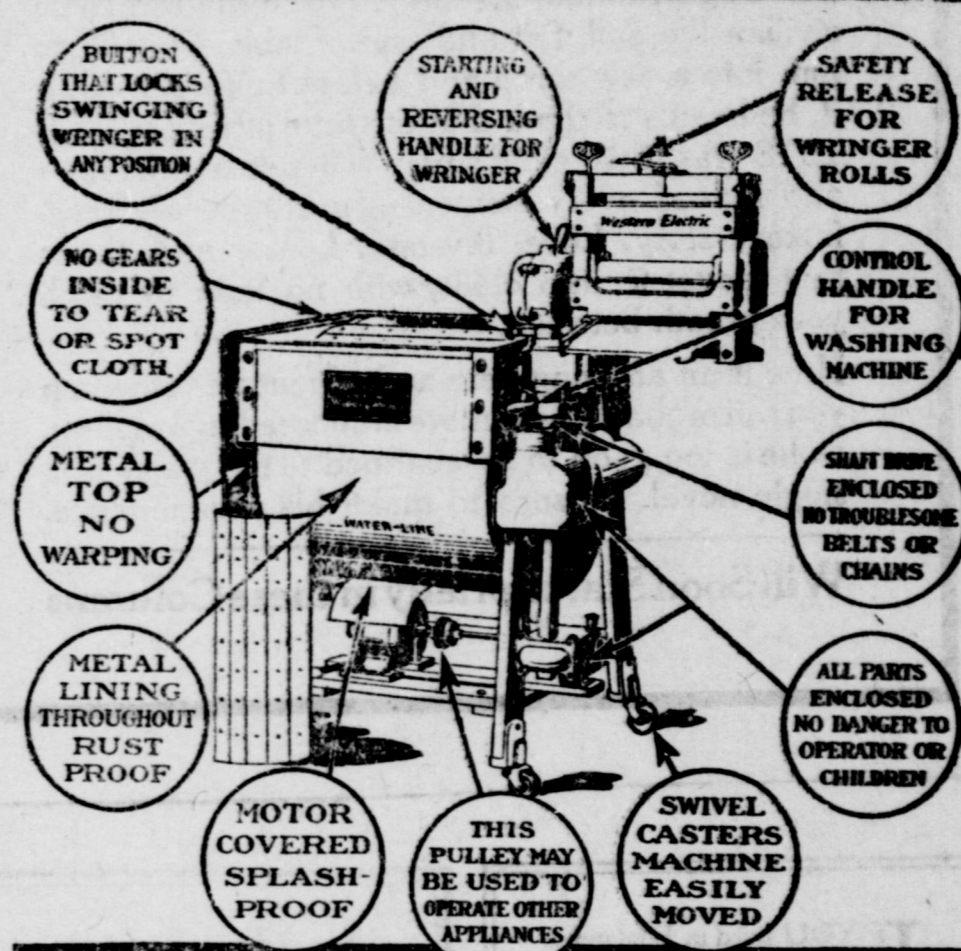 BUTTON
THAT LOCKS
SWINGING
WRINGER IN
ANY POSITION
STARTING
AND
REVERSING
HANDLE FOR
WRINGER
SAFETY
RELEASE
FOR
WRINGER
ROLLS
Western Electric
NO GEARS
INSIDE
TO TEAR
OR SPOT
CLOTH
CONTROL
HANDLE
FOR
WASHING
MACHINE
METAL
TOP
NO
WARPING
WATER-LINE
SHAFT DRIVE
ENCLOSED
NO TROUBLESOME
BELTS OR
CHAINS
METAL
LINING
THROUGHOUT
RUST
PROOF
ALL PARTS
ENCLOSED
NO DANGER TO
OPERATOR OR
CHILDREN
MOTOR
COVERED
SPLASH-
PROOF
THIS
PULLEY MAY
BE USED TO
OPERATE OTHER
APPLIANCES
SWIVEL
CASTERS
MACHINE
EASILY
MOVED